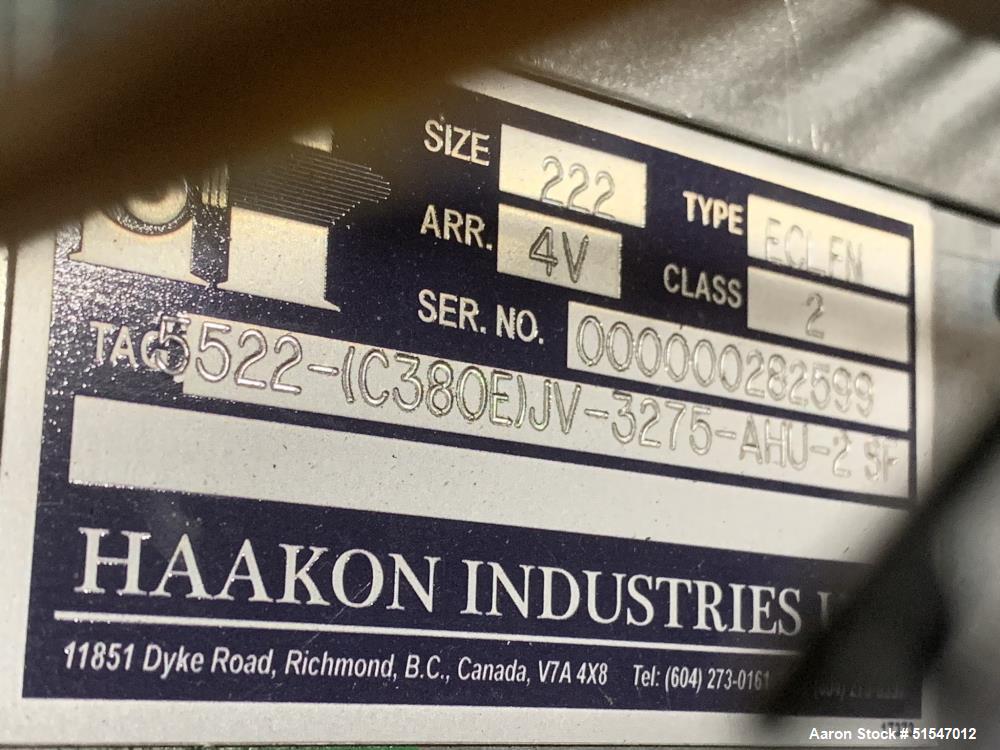 SIZE 222 TYPE ECLFN
ARR. 4V CLASS 2
SER. NO. 000000282599
TAG 5522-(C380E)JV-3275-AHU-2 SF
HAAKON INDUSTRIES
11851 Dyke Road, Richmond, B.C., Canada, V7A 4X8 Tel: (604) 273-0161
Aaron Stock # 51547012